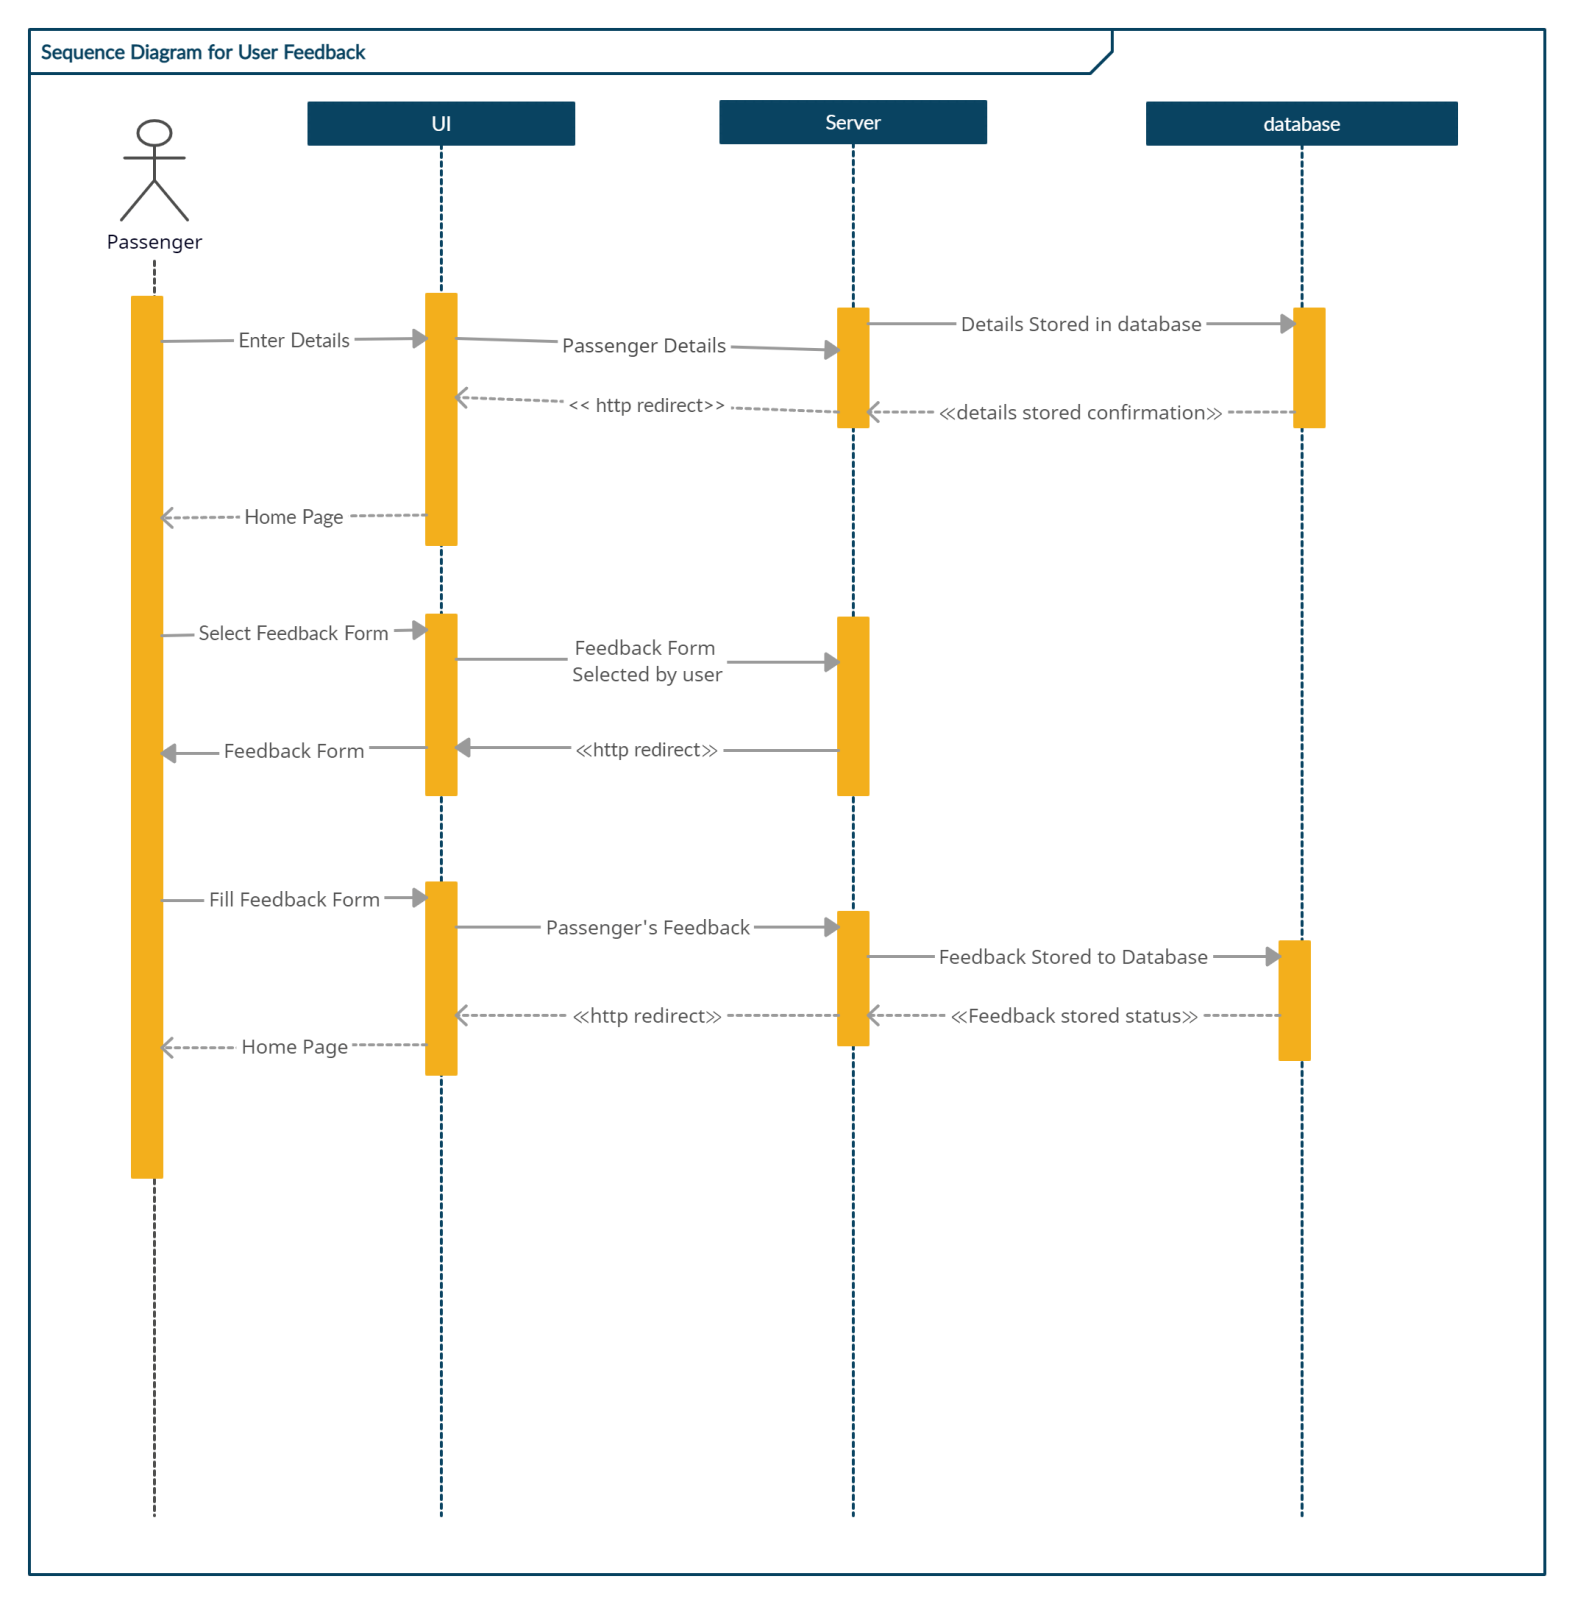 Sequence Diagram for User Feedback
UI
Server
database
Passenger
Enter Details
Passenger Details
Details Stored in database
<< http redirect>>
≪details stored confirmation≫
Home Page
Select Feedback Form
Feedback Form
Selected by user
Feedback Form
≪http redirect≫
Fill Feedback Form
Passenger's Feedback
Feedback Stored to Database
≪http redirect≫
≪Feedback stored status≫
Home Page